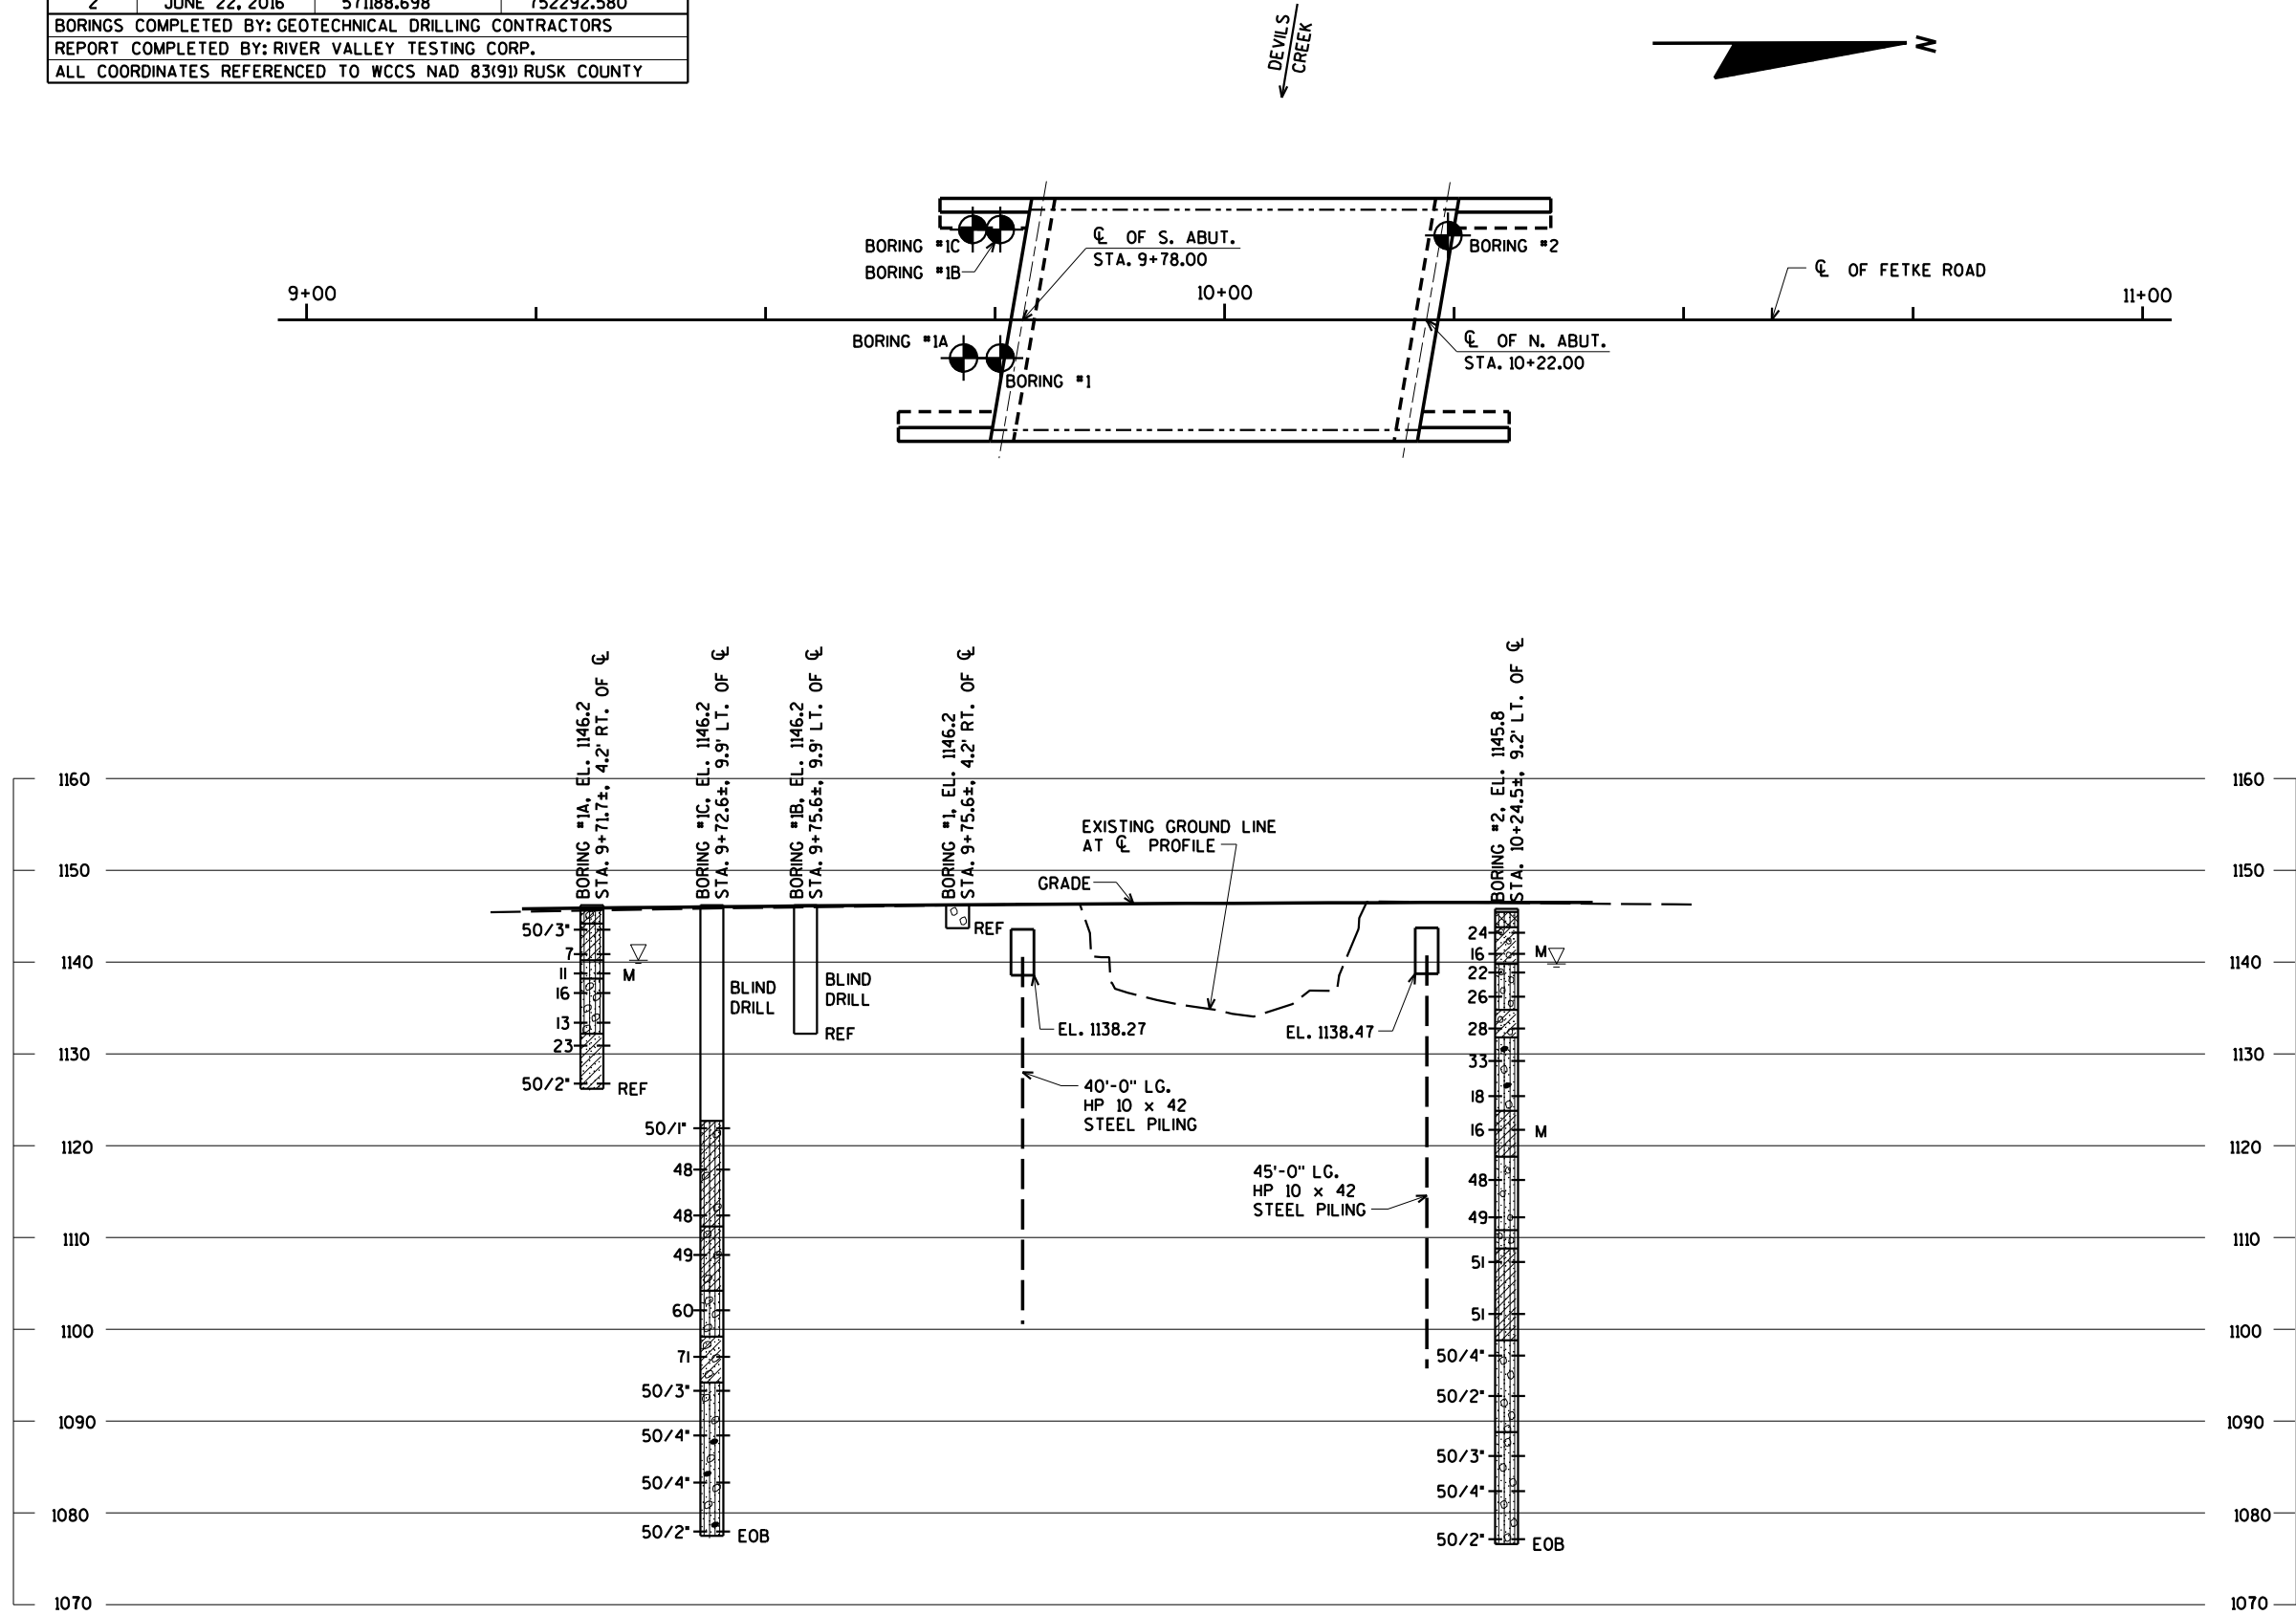 2 JUNE 22, 2016 571188.698 752292.580
BORINGS COMPLETED BY: GEOTECHNICAL DRILLING CONTRACTORS
REPORT COMPLETED BY: RIVER VALLEY TESTING CORP.
ALL COORDINATES REFERENCED TO WCCS NAD 83(91) RUSK COUNTY
DEVILS
CREEK
N
BORING #1C
BORING #1B
℄ OF S. ABUT.
STA. 9+78.00
BORING #2
9+00
10+00
℄ OF FETKE ROAD
11+00
BORING #1A
BORING #1
℄ OF N. ABUT.
STA. 10+22.00
BORING #1A, EL. 1146.2
STA. 9+71.7±, 4.2' RT. OF ℄
BORING #1C, EL. 1146.2
STA. 9+72.6±, 9.9' LT. OF ℄
BORING #1B, EL. 1146.2
STA. 9+75.6±, 9.9' LT. OF ℄
BORING #1, EL. 1146.2
STA. 9+75.6±, 4.2' RT. OF ℄
BORING #2, EL. 1145.8
STA. 10+24.5±, 9.2' LT. OF ℄
1160
1150
1140
1130
1120
1110
1100
1090
1080
1070
50/3"
7
11
16
13
23
50/2"
M
REF
BLIND
DRILL
50/1"
48
48
49
60
71
50/3"
50/4"
50/4"
50/2"
EOB
BLIND
DRILL
REF
REF
EXISTING GROUND LINE
AT ℄ PROFILE
GRADE
EL. 1138.27
EL. 1138.47
40'-0" LG.
HP 10 x 42
STEEL PILING
45'-0" LG.
HP 10 x 42
STEEL PILING
24
16
22
26
28
33
18
16
48
49
51
51
50/4"
50/2"
50/3"
50/4"
50/2"
M
M
EOB
1160
1150
1140
1130
1120
1110
1100
1090
1080
1070